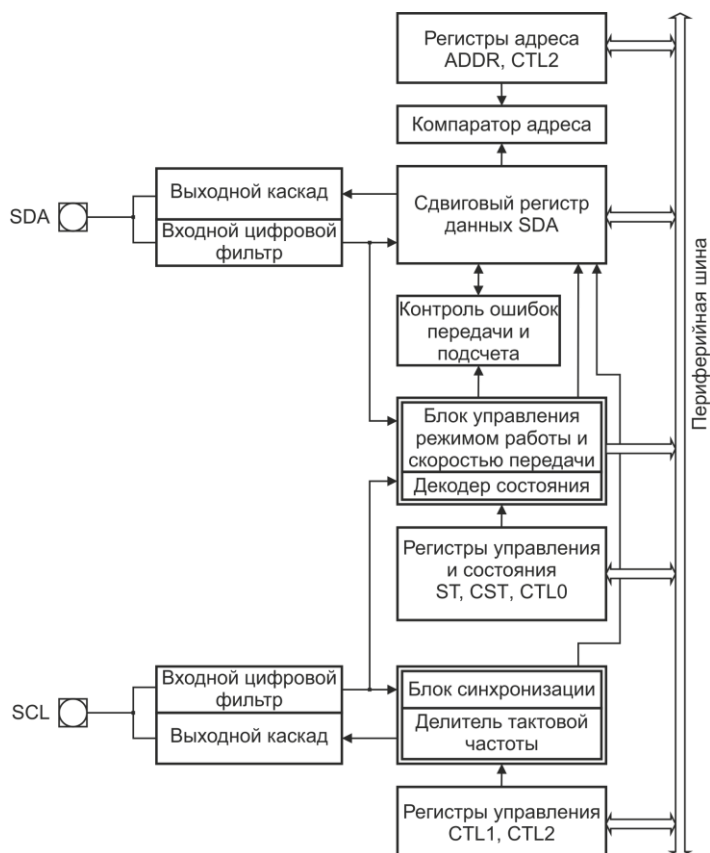 Регистры адреса
ADDR, CTL2
Компаратор адреса
SDA
Выходной каскад
Входной цифровой
фильтр
Сдвиговый регистр
данных SDA
Контроль ошибок
передачи и
подсчета
Периферийная шина
Блок управления
режимом работы и
скоростью передачи
Декодер состояния
Регистры управления
и состояния
ST, CST, CTL0
SCL
Входной цифровой
фильтр
Выходной каскад
Блок синхронизации
Делитель тактовой
частоты
Регистры управления
CTL1, CTL2